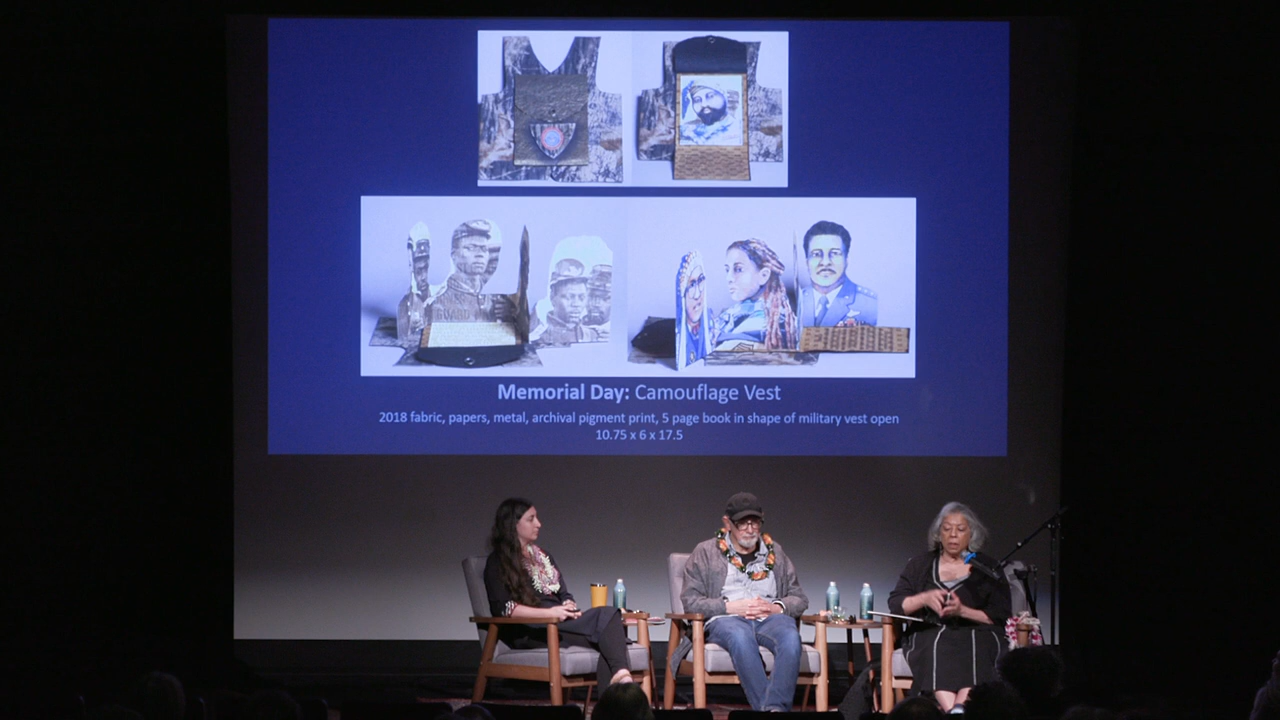 Memorial Day: Camouflage Vest
2018 fabric, papers, metal, archival pigment print, 5 page book in shape of military vest open
10.75 x 6 x 17.5